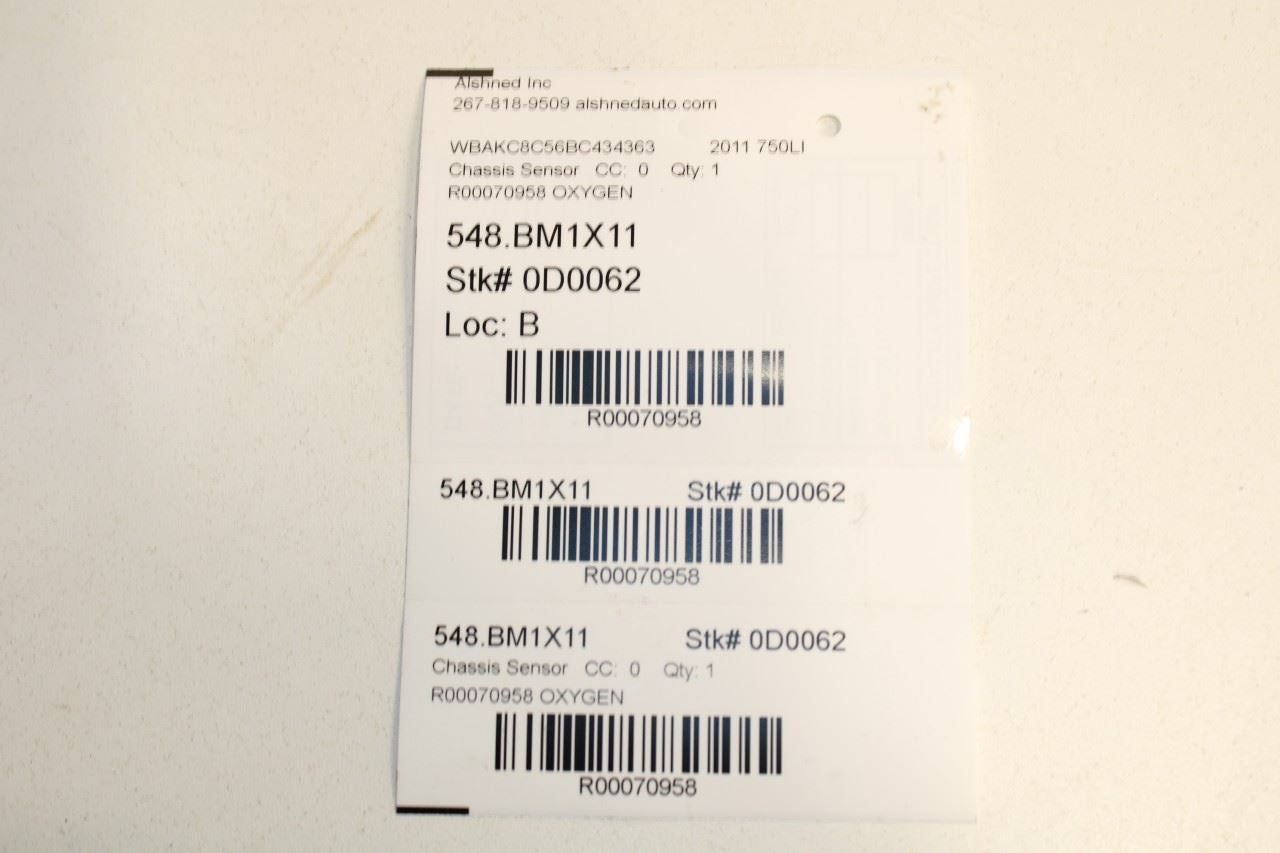 Alshned Inc
267-818-9509 alshnedauto.com
WBAKC8C56BC434363 2011 750LI
Chassis Sensor CC: 0 Qty: 1
R00070958 OXYGEN
548.BM1X11
Stk# 0D0062
Loc: B
R00070958
548.BM1X11 Stk# 0D0062
R00070958
548.BM1X11 Stk# 0D0062
Chassis Sensor CC: 0 Qty: 1
R00070958 OXYGEN
R00070958